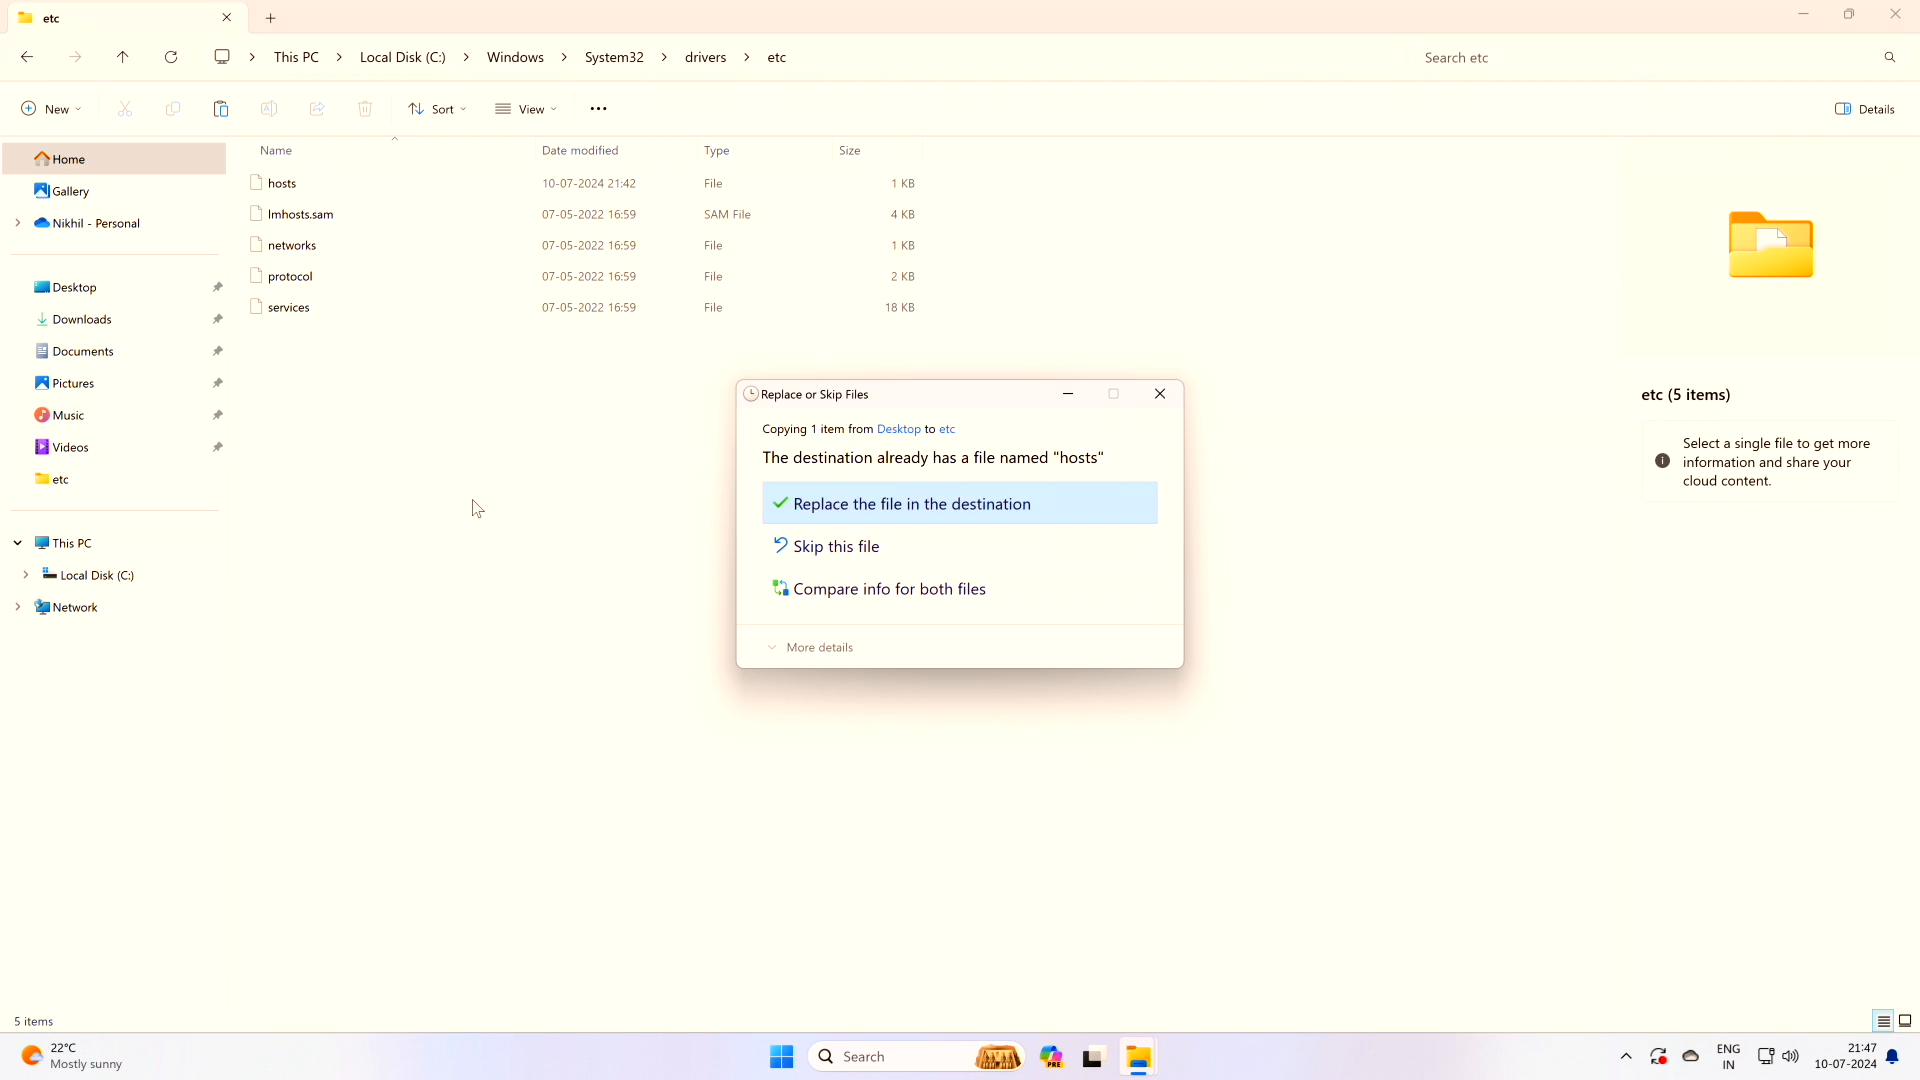 etc
This PC
Local Disk (C:)
Windows
System32
drivers
etc
Search etc
New
Sort
View
Details
Home
Gallery
Nikhil - Personal
Desktop
Downloads
Documents
Pictures
Music
Videos
etc
This PC
Local Disk (C:)
Network
Name Date modified Type Size
hosts 10-07-2024 21:42 File 1 KB
lmhosts.sam 07-05-2022 16:59 SAM File 4 KB
networks 07-05-2022 16:59 File 1 KB
protocol 07-05-2022 16:59 File 2 KB
services 07-05-2022 16:59 File 18 KB
Replace or Skip Files
Copying 1 item from Desktop to etc
The destination already has a file named "hosts"
Replace the file in the destination
Skip this file
Compare info for both files
More details
etc (5 items)
Select a single file to get more
information and share your
cloud content.
5 items
22°C
Mostly sunny
Search
PRE
ENG
IN
21:47
10-07-2024